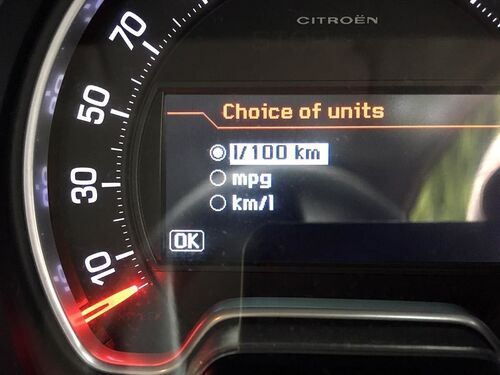 CITROËN
70
50
30
10
Choice of units
l/100 km
mpg
km/l
OK